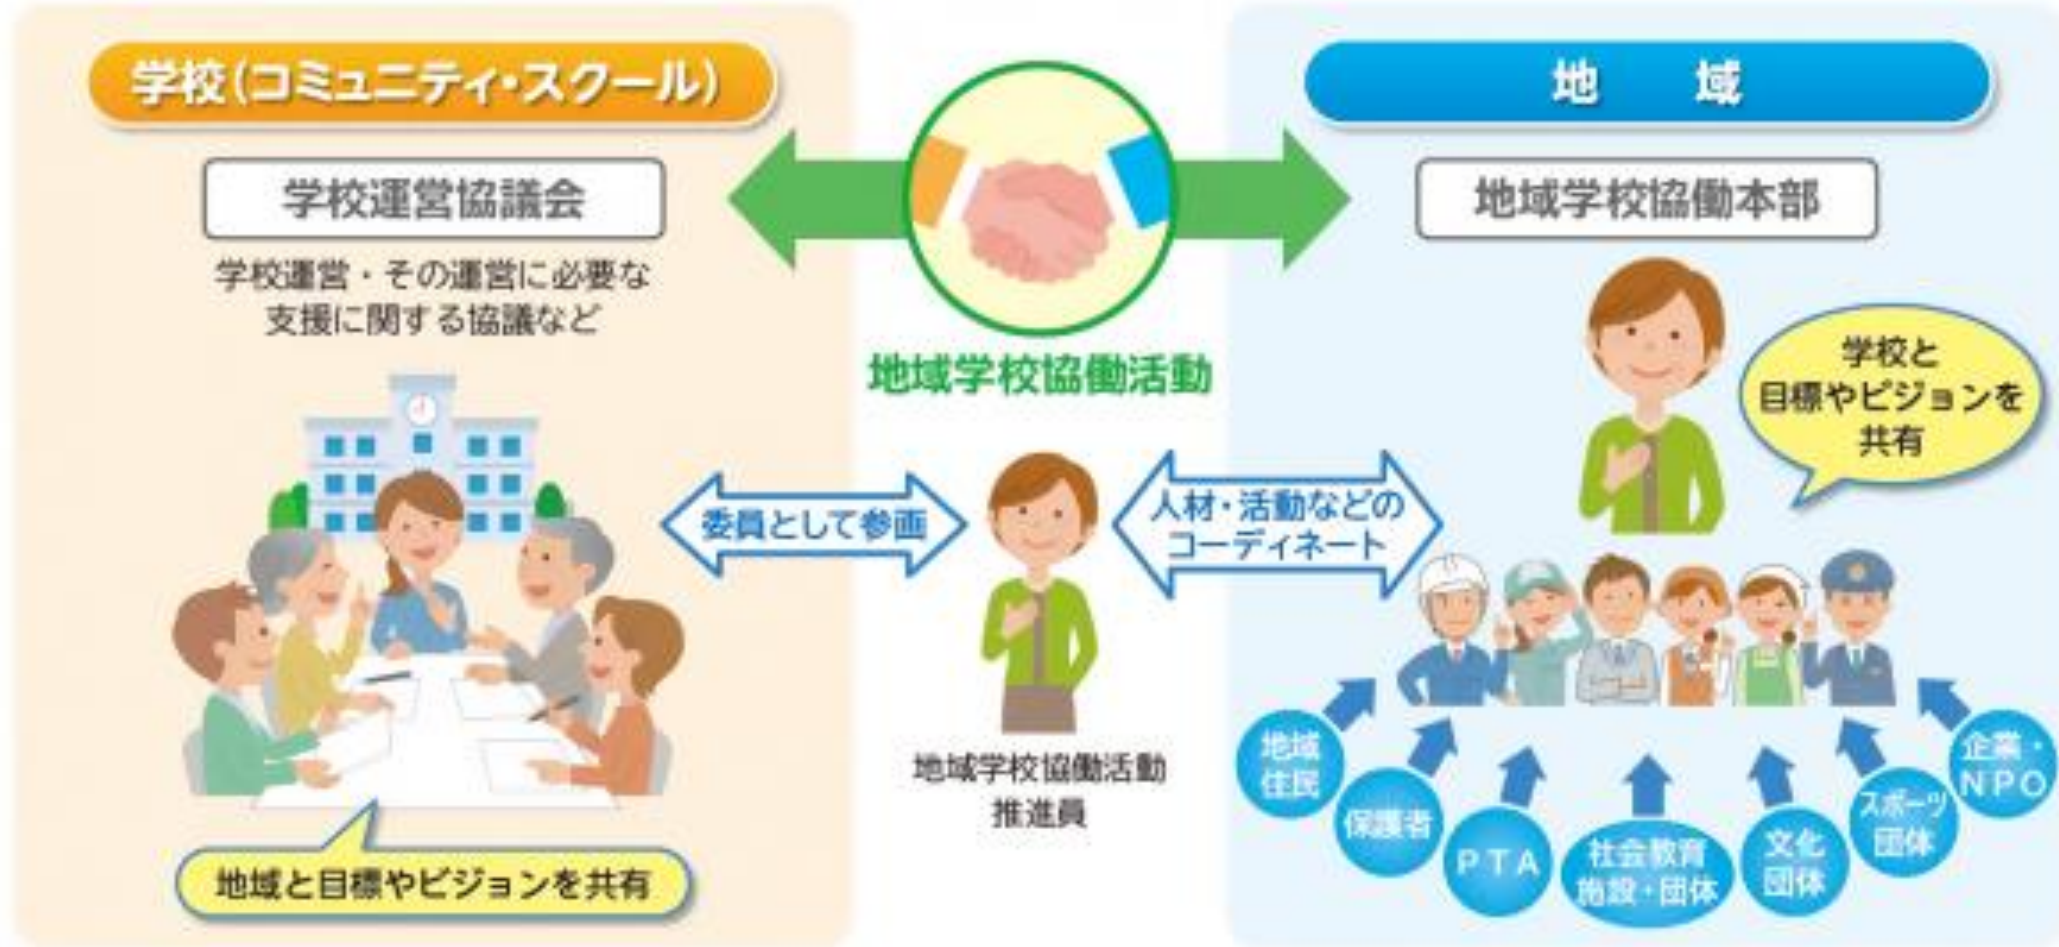 学校(コミュニティ・スクール)
学校運営協議会
学校運営・その運営に必要な
支援に関する協議など
地域と目標やビジョンを共有
地域学校協働活動
委員として参画
人材・活動などの
コーディネート
地域学校協働活動
推進員
地 域
地域学校協働本部
学校と
目標やビジョンを
共有
地域
住民
保護者
PTA
社会教育
施設・団体
文化
団体
スポーツ
団体
企業・
NPO